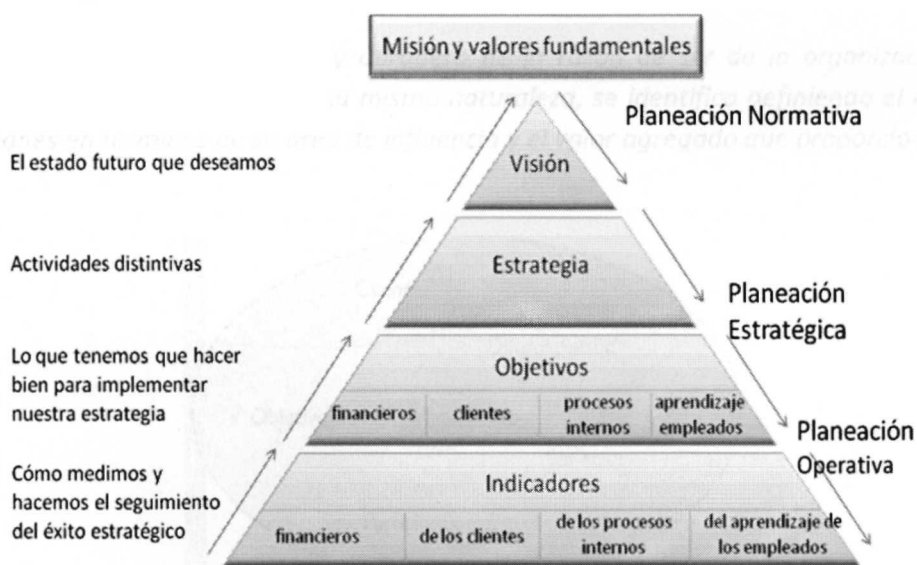 Misión y valores fundamentales
Planeación Normativa
El estado futuro que deseamos
Visión
Actividades distintivas
Estrategia
Planeación
Estratégica
Lo que tenemos que hacer
bien para implementar
nuestra estrategia
Objetivos
financieros
clientes
procesos
internos
aprendizaje
empleados
Planeación
Operativa
Cómo medimos y
hacemos el seguimiento
del éxito estratégico
Indicadores
financieros
de los clientes
de los procesos
internos
del aprendizaje de
los empleados